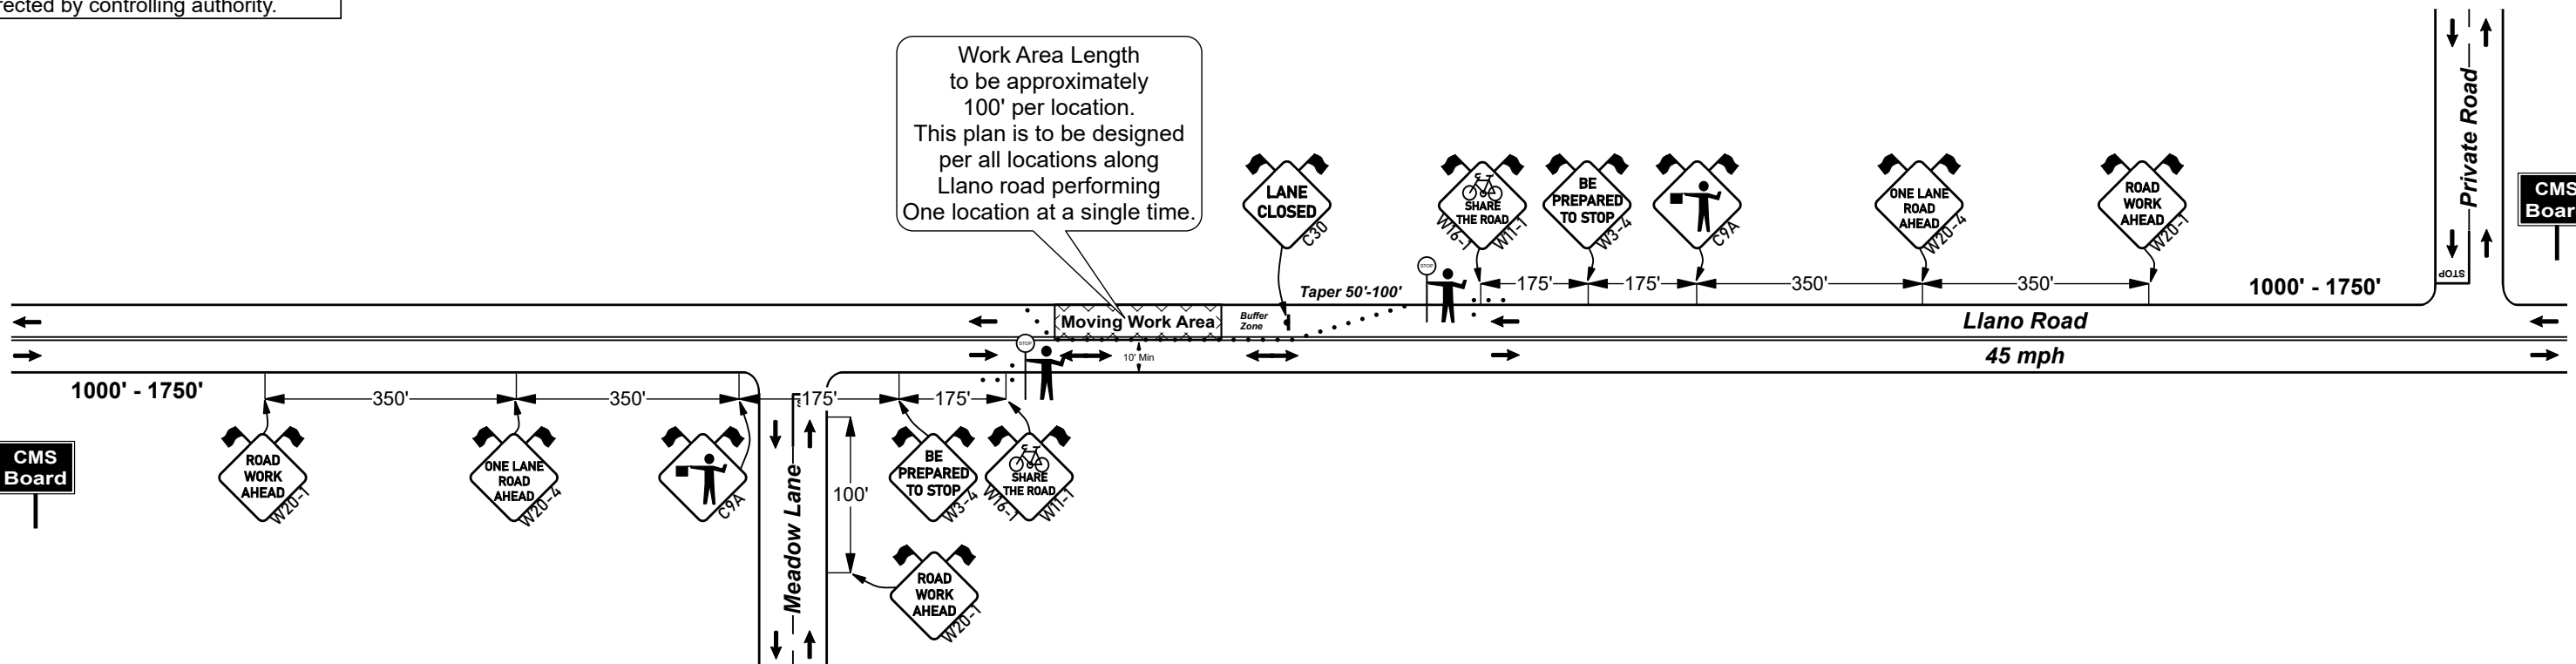 rected by controlling authority.
Work Area Length
to be approximately
100' per location.
This plan is to be designed
per all locations along
Llano road performing
One location at a single time.
LANE
CLOSED
C30
SHARE
THE ROAD
W16-1
W11-1
BE
PREPARED
TO STOP
W3-4
C9A
ONE LANE
ROAD
AHEAD
W20-4
ROAD
WORK
AHEAD
W20-1
Private Road
STOP
CMS
Boar
STOP
Taper 50'-100'
175'
175'
350'
350'
1000' - 1750'
Moving Work Area
Buffer
Zone
Llano Road
STOP
10' Min
45 mph
1000' - 1750'
350'
350'
175'
175'
CMS
Board
ROAD
WORK
AHEAD
W20-1
ONE LANE
ROAD
AHEAD
W20-4
C9A
Meadow Lane
100'
BE
PREPARED
TO STOP
W3-4
SHARE
THE ROAD
W16-1
W11-1
ROAD
WORK
AHEAD
W20-1